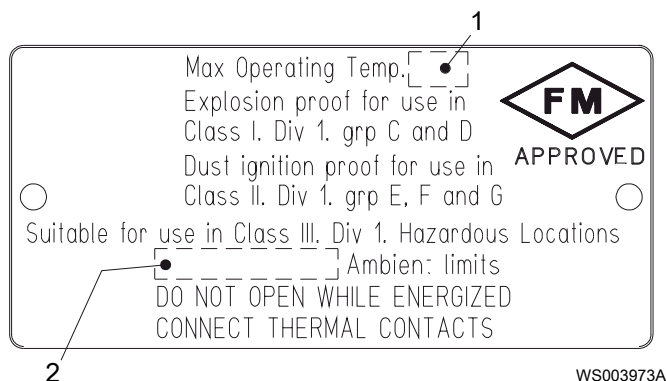 1
Max Operating Temp.
Explosion proof for use in
Class I. Div 1. grp C and D
FM
APPROVED
Dust ignition proof for use in
Class II. Div 1. grp E, F and G
Suitable for use in Class III. Div 1. Hazardous Locations
Ambient limits
DO NOT OPEN WHILE ENERGIZED
CONNECT THERMAL CONTACTS
2
WS003973A